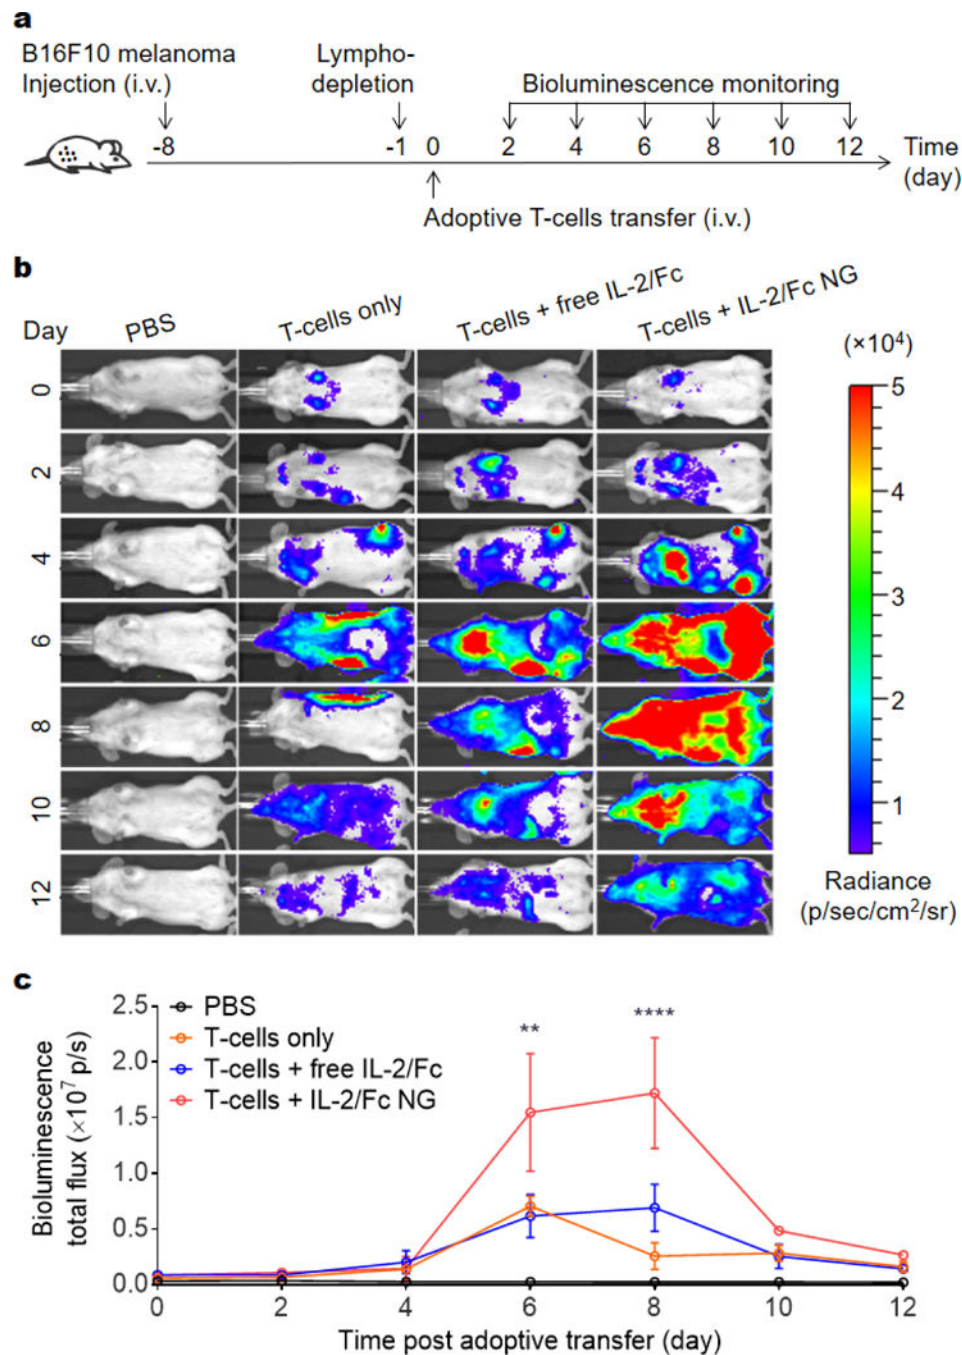 a
B16F10 melanoma
Injection (i.v.)
Lympho-
depletion
Bioluminescence monitoring
-8 -1 0 2 4 6 8 10 12 Time
(day)
Adoptive T-cells transfer (i.v.)
b
Day PBS T-cells only T-cells + free IL-2/Fc T-cells + IL-2/Fc NG
(×10⁴)
0
2
4
6
8
10
12
5
4
3
2
1
Radiance
(p/sec/cm²/sr)
c
PBS
T-cells only
T-cells + free IL-2/Fc
T-cells + IL-2/Fc NG
** ****
Bioluminescence
total flux (×10⁷ p/s)
2.5
2.0
1.5
1.0
0.5
0.0
0 2 4 6 8 10 12
Time post adoptive transfer (day)